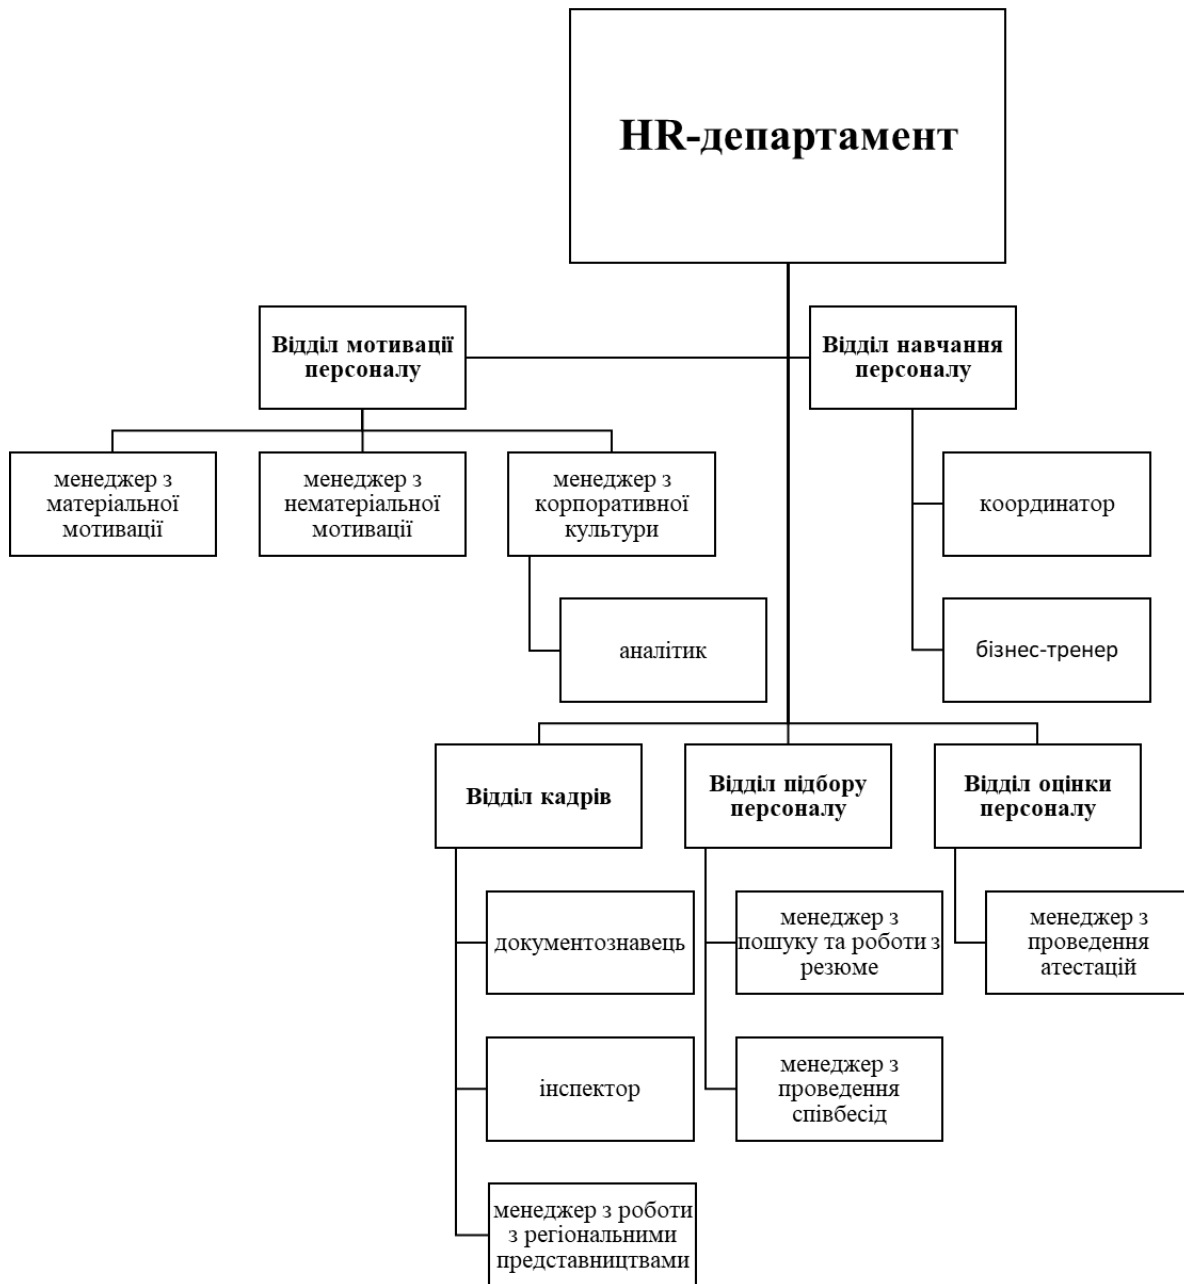 HR-департамент
Відділ мотивації
персоналу
Відділ навчання
персоналу
менеджер з
матеріальної
мотивації
менеджер з
нематеріальної
мотивації
менеджер з
корпоративної
культури
координатор
аналітик
бізнес-тренер
Відділ кадрів
Відділ підбору
персоналу
Відділ оцінки
персоналу
документознавець
менеджер з
пошуку та роботи з
резюме
менеджер з
проведення
атестацій
інспектор
менеджер з
проведення
співбесід
менеджер з роботи
з регіональними
представництвами